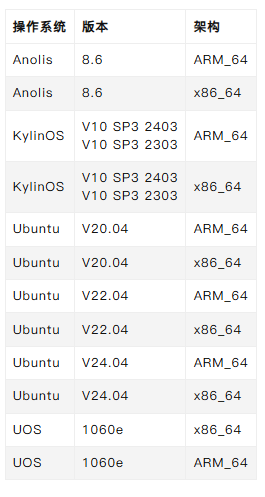 操作系统 版本 架构
Anolis 8.6 ARM_64
Anolis 8.6 x86_64
KylinOS V10 SP3 2403 ARM_64
V10 SP3 2303
KylinOS V10 SP3 2403 x86_64
V10 SP3 2303
Ubuntu V20.04 ARM_64
Ubuntu V20.04 x86_64
Ubuntu V22.04 ARM_64
Ubuntu V22.04 x86_64
Ubuntu V24.04 ARM_64
Ubuntu V24.04 x86_64
UOS 1060e x86_64
UOS 1060e ARM_64